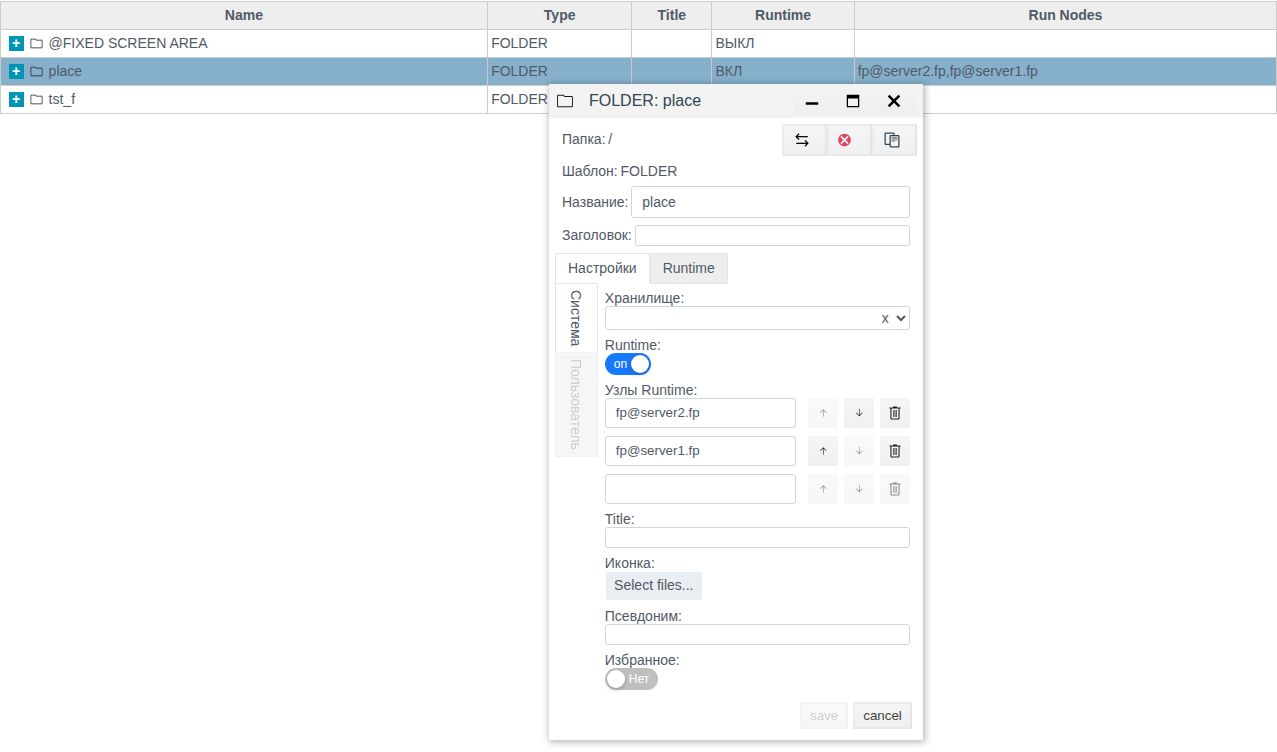 Name Type Title Runtime Run Nodes
@FIXED SCREEN AREA FOLDER ВЫКЛ
place FOLDER ВКЛ fp@server2.fp,fp@server1.fp
tst_f FOLDER
FOLDER: place
Папка: /
Шаблон: FOLDER
Название: place
Заголовок:
Настройки Runtime
Система
Пользователь
Хранилище:
x
Runtime:
on
Узлы Runtime:
fp@server2.fp
fp@server1.fp
Title:
Иконка:
Select files...
Псевдоним:
Избранное:
Нет
save cancel